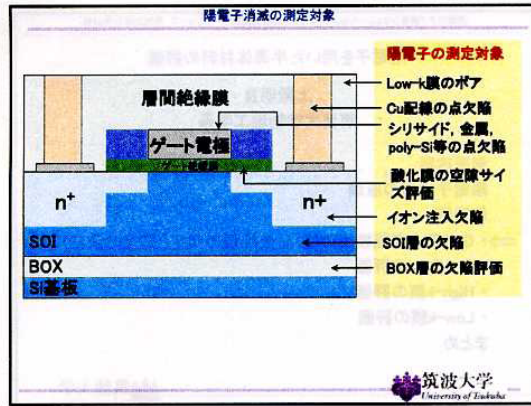 陽電子消滅の測定対象
陽電子の測定対象
Low-k膜のポア
層間絶縁膜
Cu配線の点欠陥
シリサイド, 金属,
poly-Si等の点欠陥
ゲート電極
酸化膜の空隙サイ
ズ評価
n+
n+
イオン注入欠陥
SOI
SOI層の欠陥
BOX
BOX層の欠陥評価
Si基板
筑波大学
University of Tsukuba